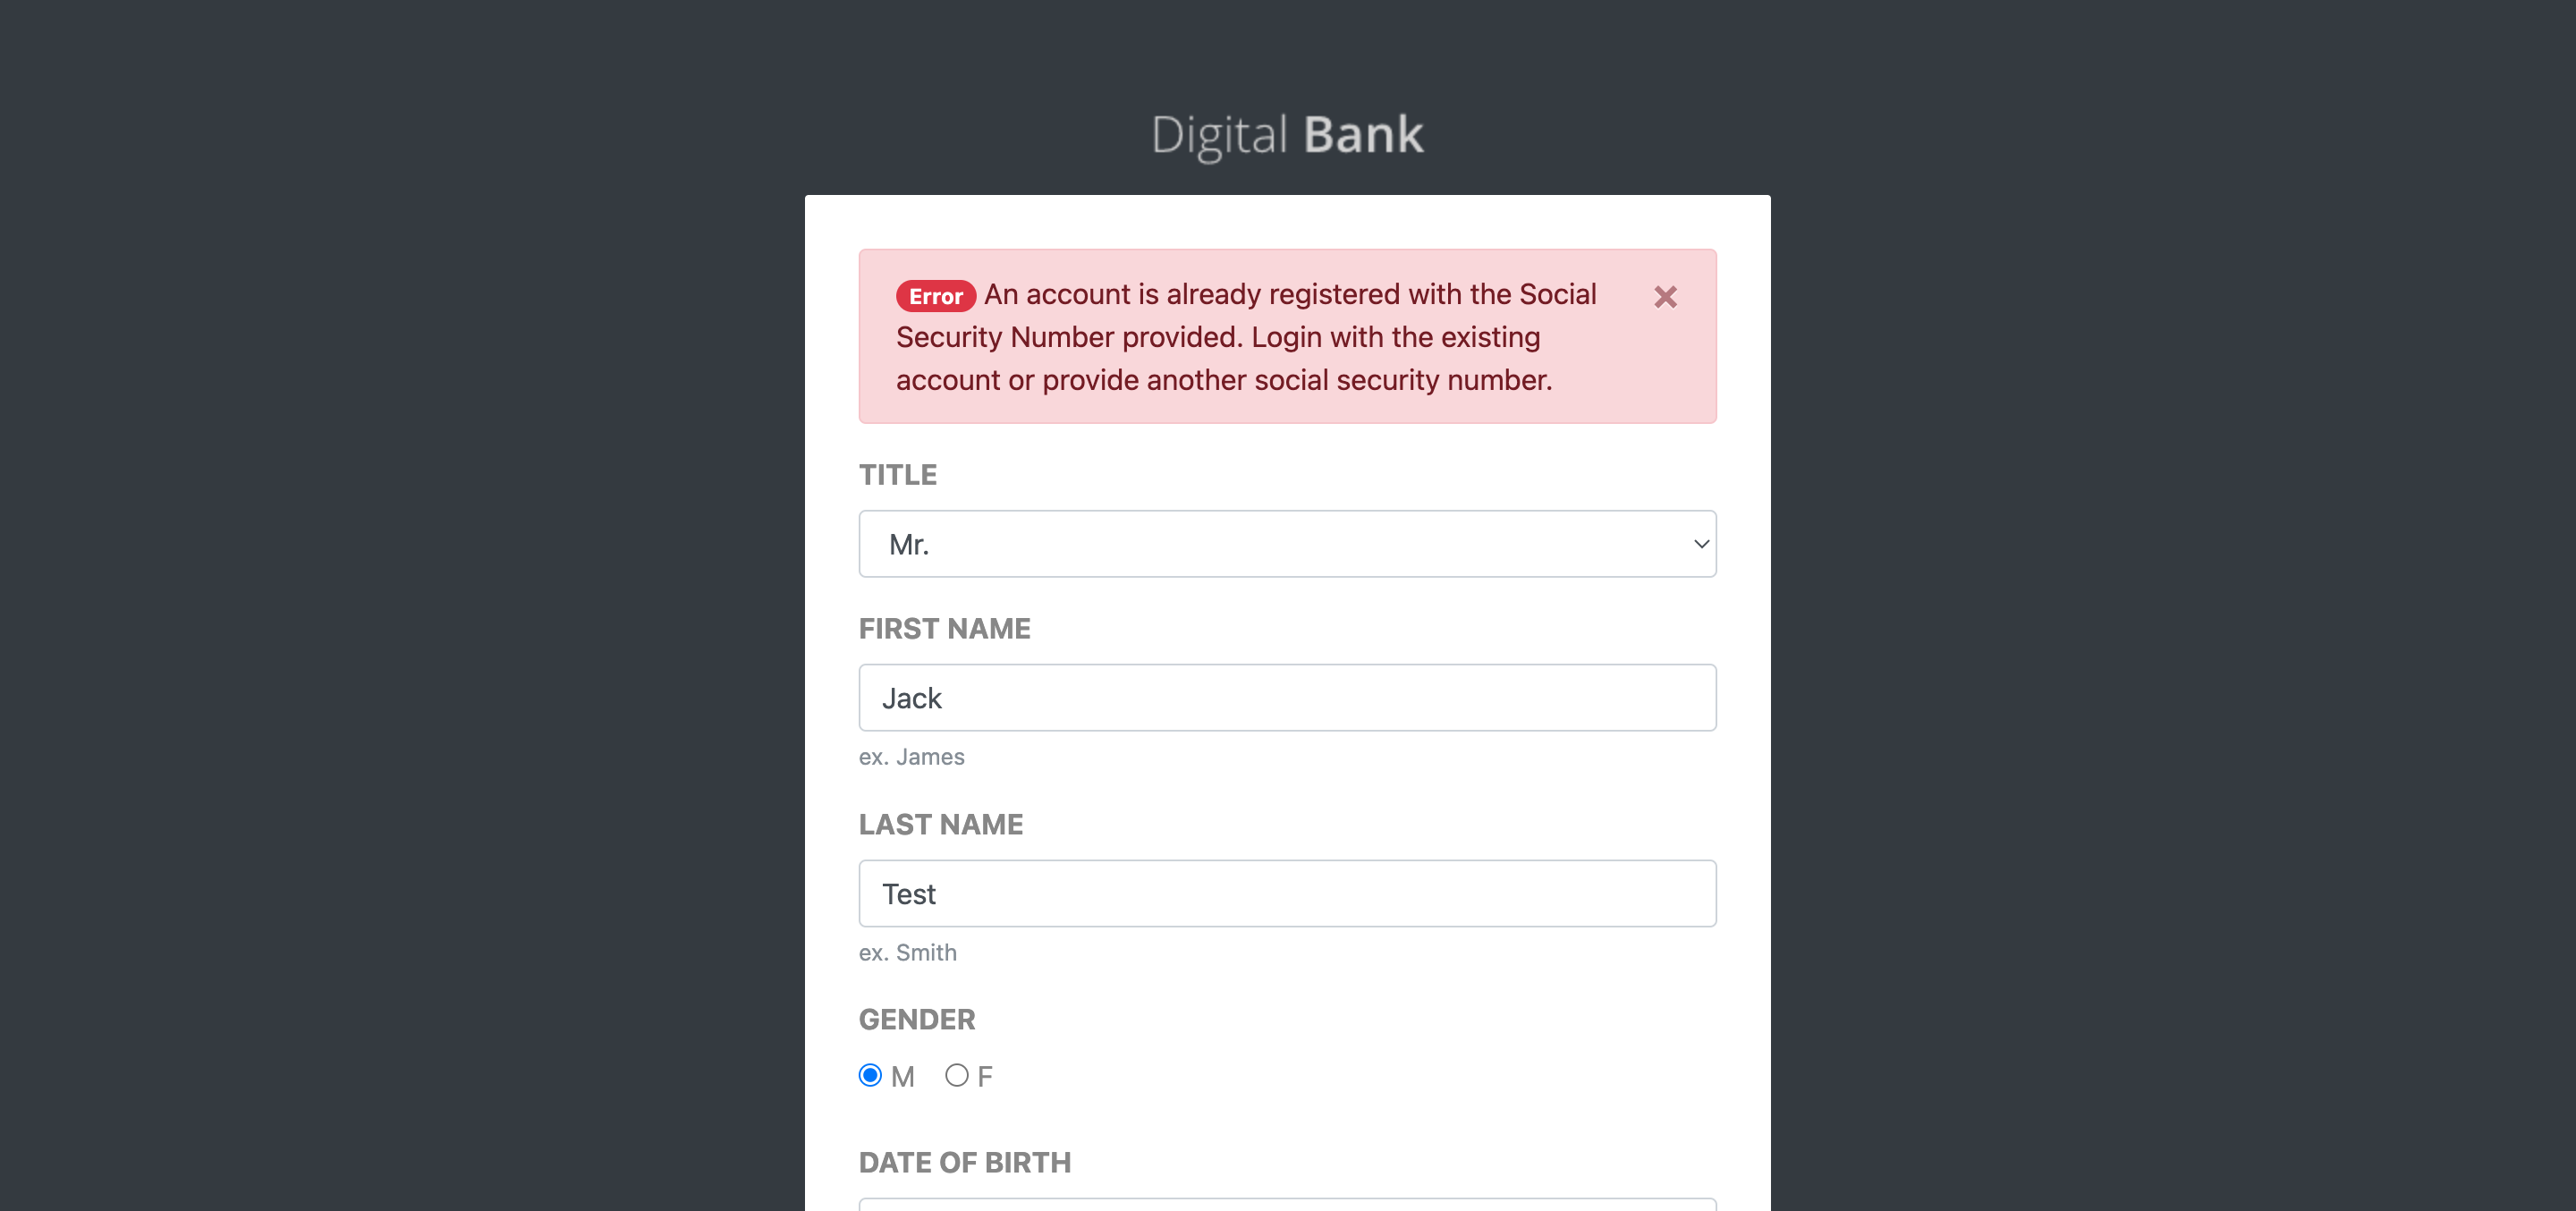 Digital Bank
Error An account is already registered with the Social
Security Number provided. Login with the existing
account or provide another social security number.
TITLE
Mr.
FIRST NAME
Jack
ex. James
LAST NAME
Test
ex. Smith
GENDER
M F
DATE OF BIRTH